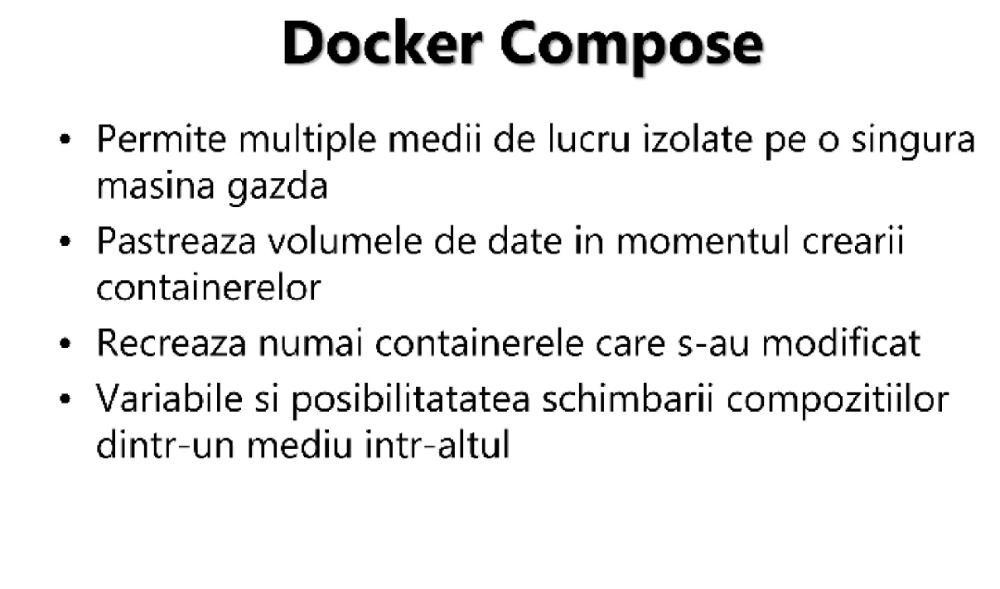 Docker Compose
• Permite multiple medii de lucru izolate pe o singura
masina gazda
• Pastreaza volumele de date in momentul crearii
containerelor
• Recreaza numai containerele care s-au modificat
• Variabile si posibilitatatea schimbarii compozitiilor
dintr-un mediu intr-altul